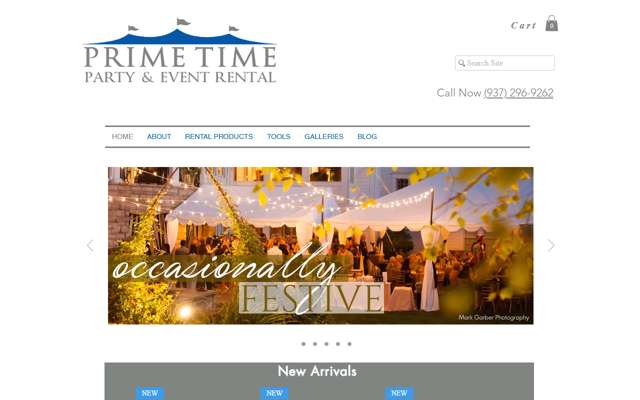 PRIME TIME
PARTY & EVENT RENTAL
Cart
0
Search Site
Call Now (937) 296-9262
HOME
ABOUT
RENTAL PRODUCTS
TOOLS
GALLERIES
BLOG
occasionally
FESTIVE
Mark Garber Photography
New Arrivals
NEW
NEW
NEW